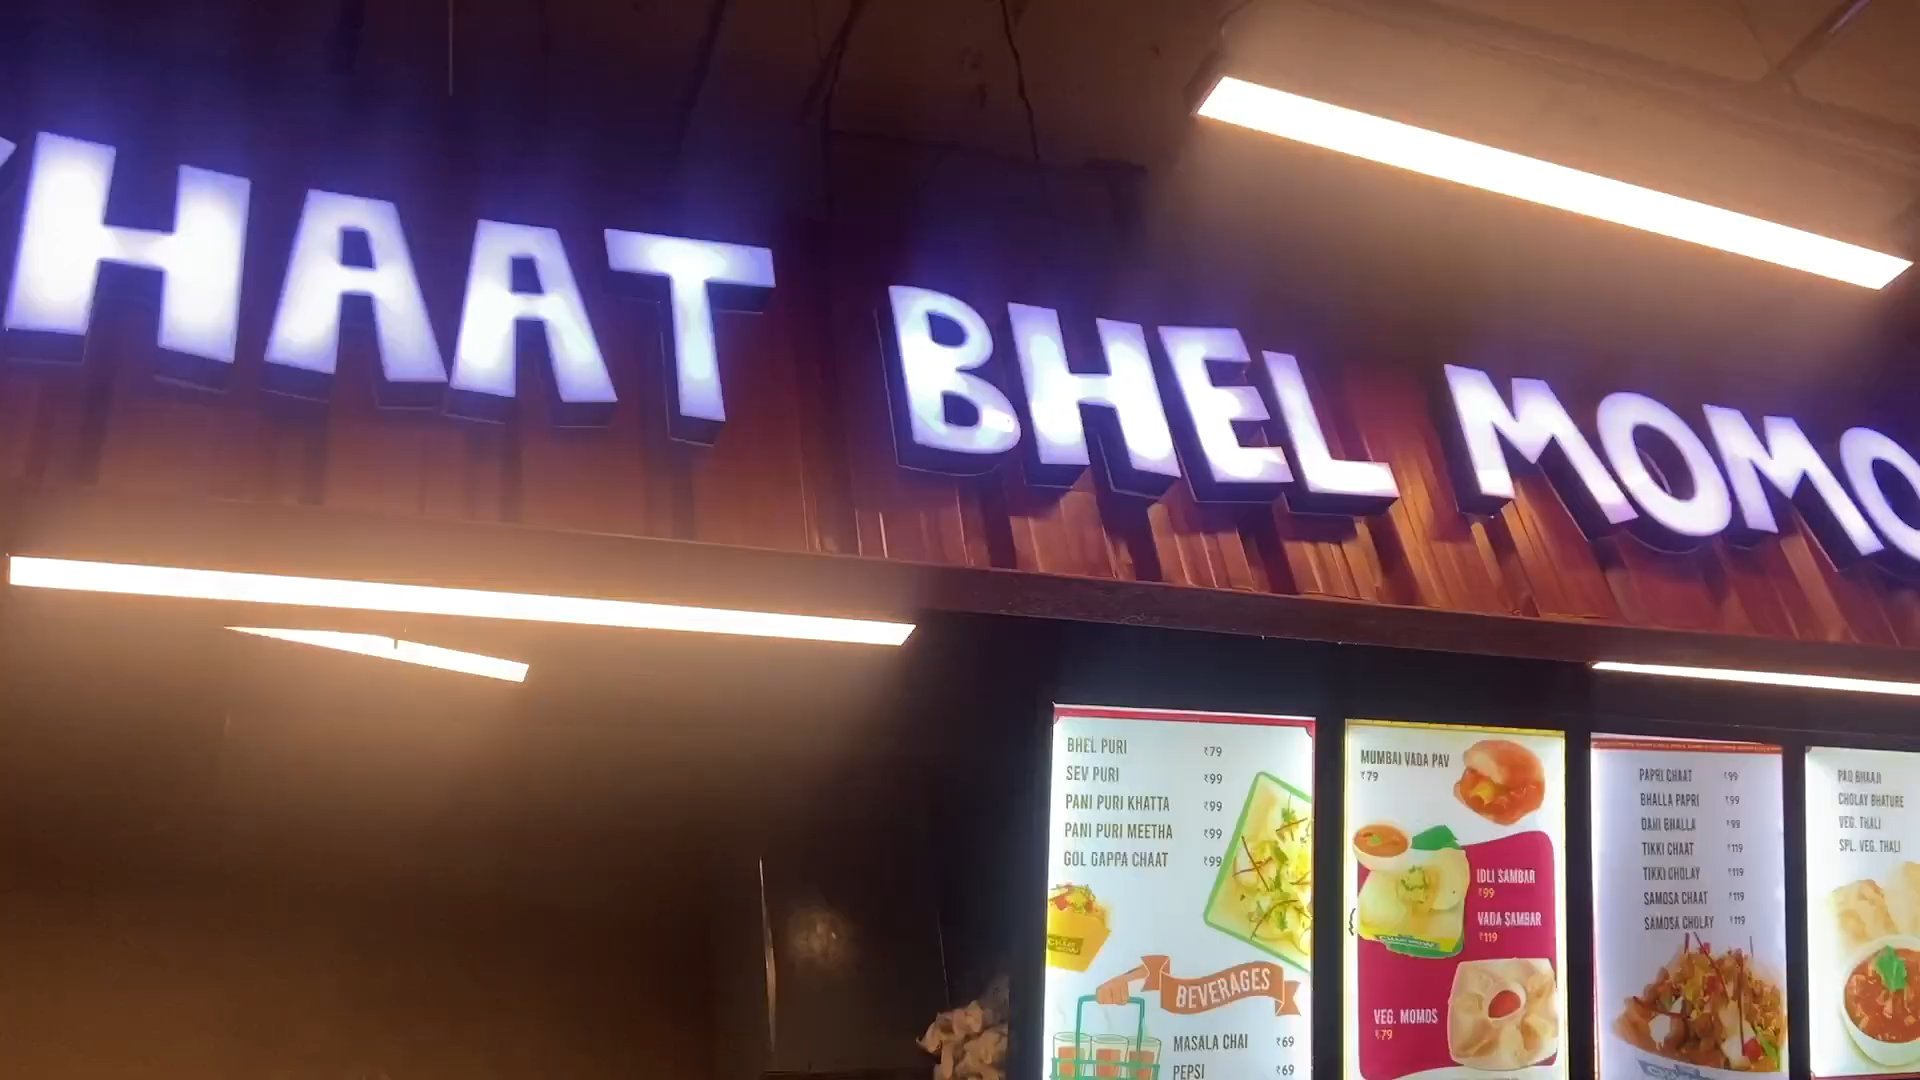 HAAT BHEL MOMO
BHEL PURI ₹79
SEV PURI ₹99
PANI PURI KHATTA ₹99
PANI PURI MEETHA ₹99
GOL GAPPA CHAAT ₹99
BEVERAGES
MASALA CHAI ₹69
PEPSI ₹69
MUMBAI VADA PAV
₹79
IDLI SAMBAR
₹99
VADA SAMBAR
₹119
VEG. MOMOS
₹79
PAPRI CHAAT ₹99
BHALLA PAPRI ₹99
DAHI BHALLA ₹99
TIKKI CHAAT ₹119
TIKKI CHOLAY ₹119
SAMOSA CHAAT ₹119
SAMOSA CHOLAY ₹119
PAO BHAAJI
CHOLAY BHATURE
VEG. THALI
SPL. VEG. THALI